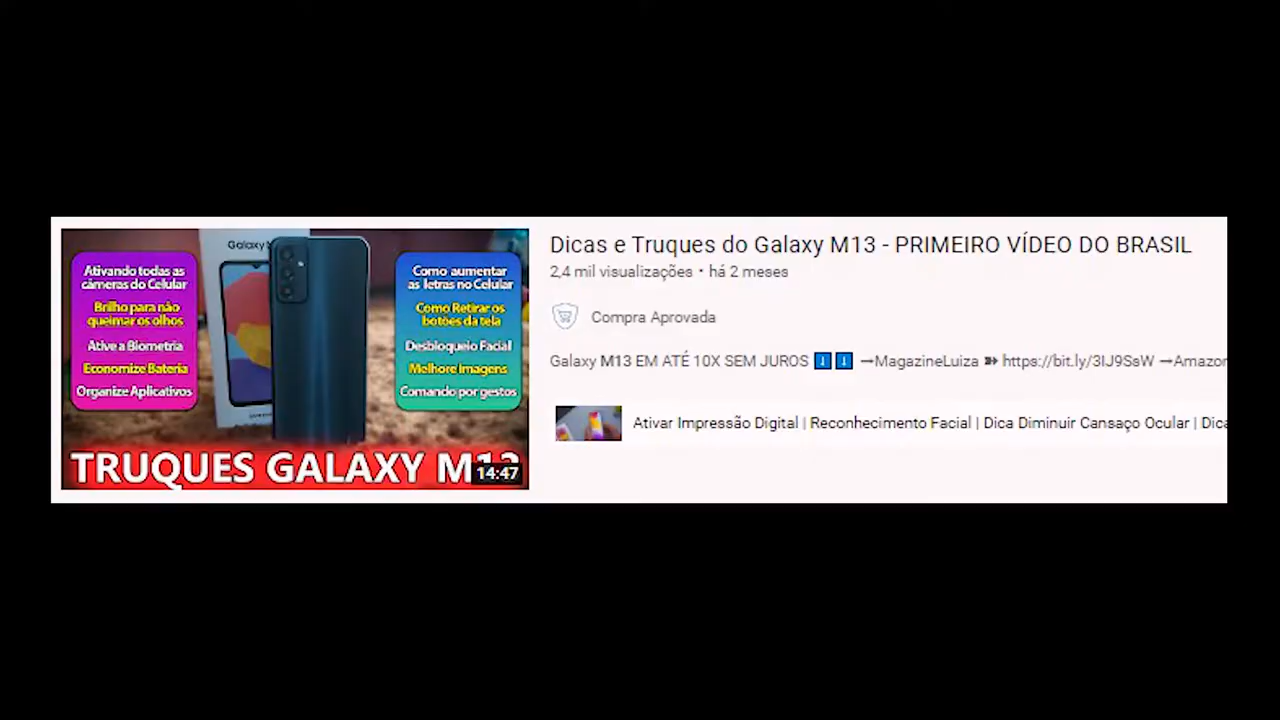 Galaxy
Ativando todas as
câmeras do Celular
Brilho para não
queimar os olhos
Ative a Biometria
Economize Bateria
Organize Aplicativos
Como aumentar
as letras no Celular
Como Retirar os
botões da tela
Desbloqueio Facial
Melhore Imagens
Comando por gestos
TRUQUES GALAXY M13
14:47
Dicas e Truques do Galaxy M13 - PRIMEIRO VÍDEO DO BRASIL
2,4 mil visualizações • há 2 meses
Compra Aprovada
Galaxy M13 EM ATÉ 10X SEM JUROS ⬇️ ⬇️ →MagazineLuiza ➽ https://bit.ly/3IJ9SsW →Amazon
Ativar Impressão Digital | Reconhecimento Facial | Dica Diminuir Cansaço Ocular | Dica